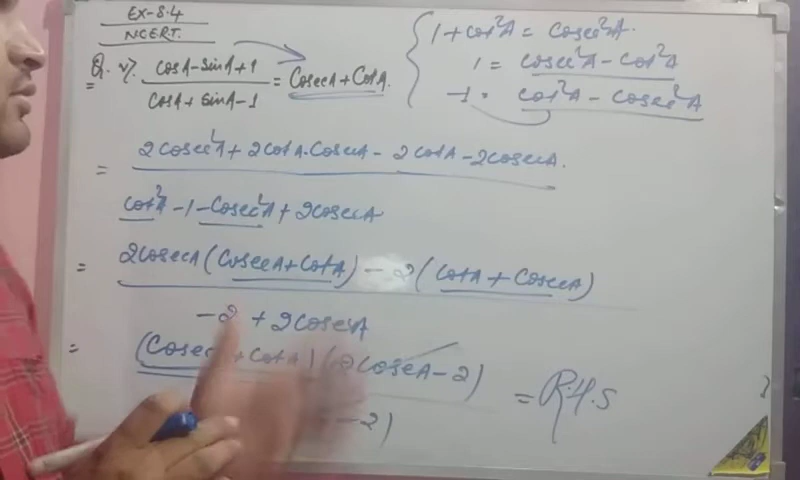 EX-8.4
NCERT.
Q. v). (cosA - sinA + 1) / (cosA + sinA - 1) = CosecA + CotA.
1 + cot²A = Cosec²A.
1 = cosec²A - Cot²A
-1 = cot²A - Cosec²A
= 2cosec²A + 2cotA.CosecA - 2cotA - 2cosecA.
cot²A - 1 - Cosec²A + 2cosecA
= 2cosecA (CosecA + CotA) - 2 (CotA + CosecA)
-2 + 2cosecA
= (Cosec + CotA) (2CosecA - 2)
- 2)
= R.H.S